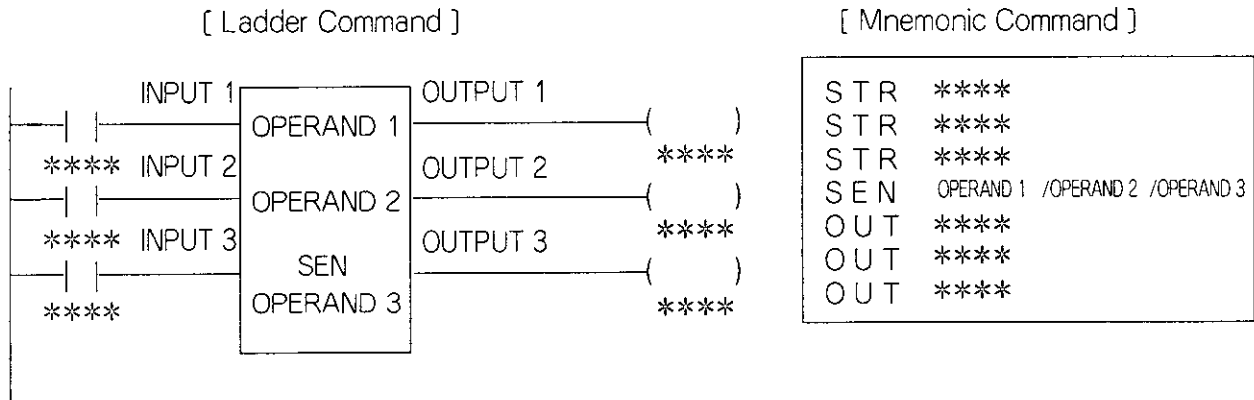 [ Ladder Command ]
INPUT 1
OUTPUT 1
OPERAND 1
( )
****
INPUT 2
OUTPUT 2
****
OPERAND 2
( )
****
INPUT 3
OUTPUT 3
****
SEN
( )
****
OPERAND 3
****
[ Mnemonic Command ]
STR ****
STR ****
STR ****
SEN OPERAND 1 /OPERAND 2 /OPERAND 3
OUT ****
OUT ****
OUT ****